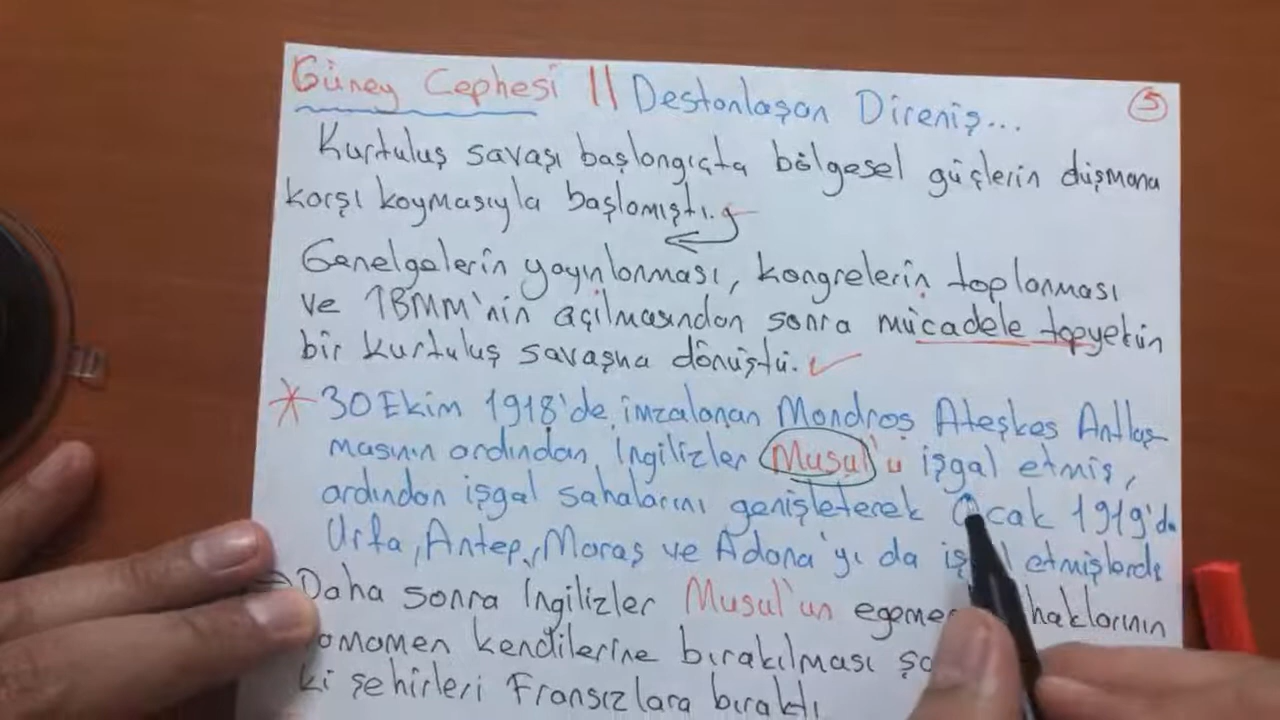 Güney Cephesi || Destanlaşan Direniş... 5
Kurtuluş savaşı başlangıçta bölgesel güçlerin düşmana
karşı koymasıyla başlamıştı.
Genelgelerin yayınlanması, kongrelerin toplanması
ve TBMM'nin açılmasından sonra mücadele topyekün
bir kurtuluş savaşına dönüştü.
* 30 Ekim 1918'de imzalanan Mondros Ateşkes Antlaş
masının ardından İngilizler Musul'u işgal etmiş,
ardından işgal sahalarını genişleterek Ocak 1919'da
Urfa, Antep, Maraş ve Adana'yı da etmişlerdi
Daha sonra İngilizler Musul'un haklarının
kendilerine bırakılması
ki şehirleri Fransızlara bıraktı